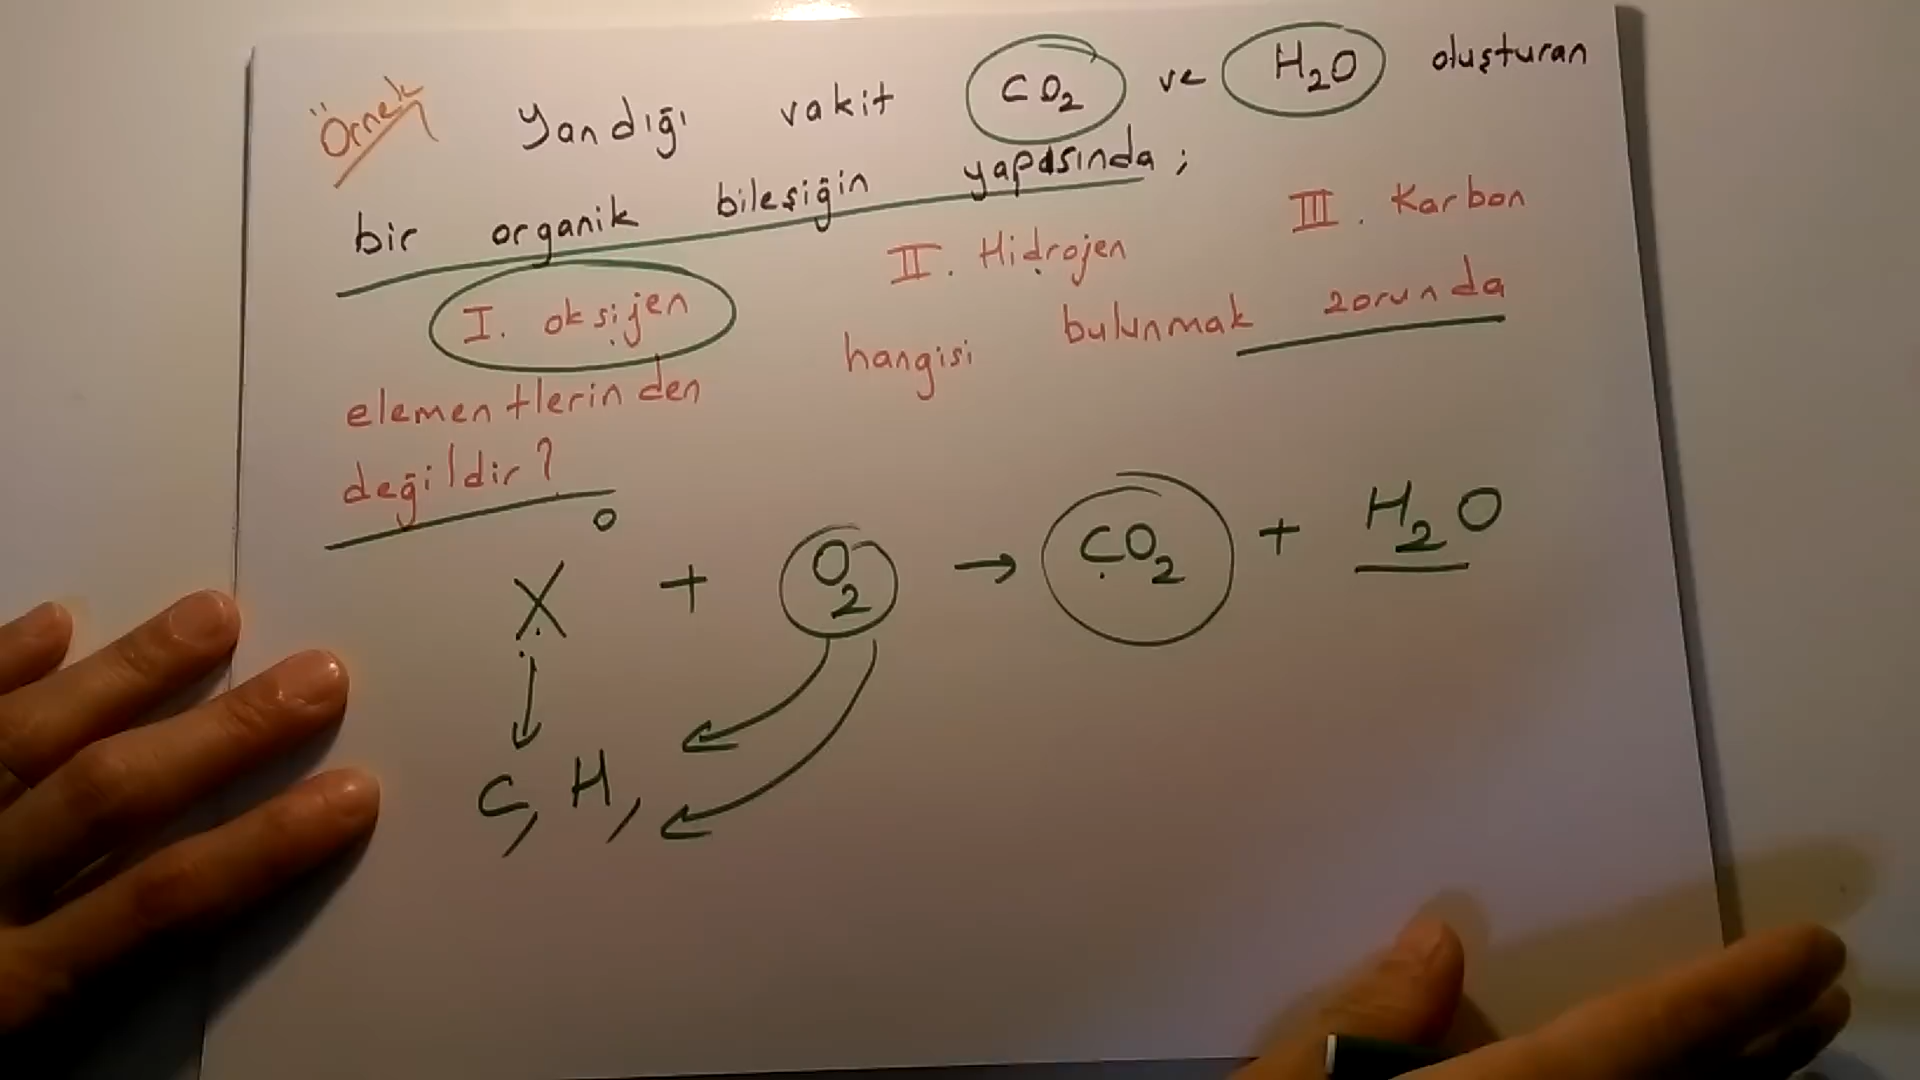 Örnek Yandığı vakit CO2 ve H2O oluşturan
bir organik bileşiğin yapısında;
I. oksijen II. Hidrojen III. Karbon
elementlerinden hangisi bulunmak zorunda
değildir?
O
X + O2 → CO2 + H2O
C, H,